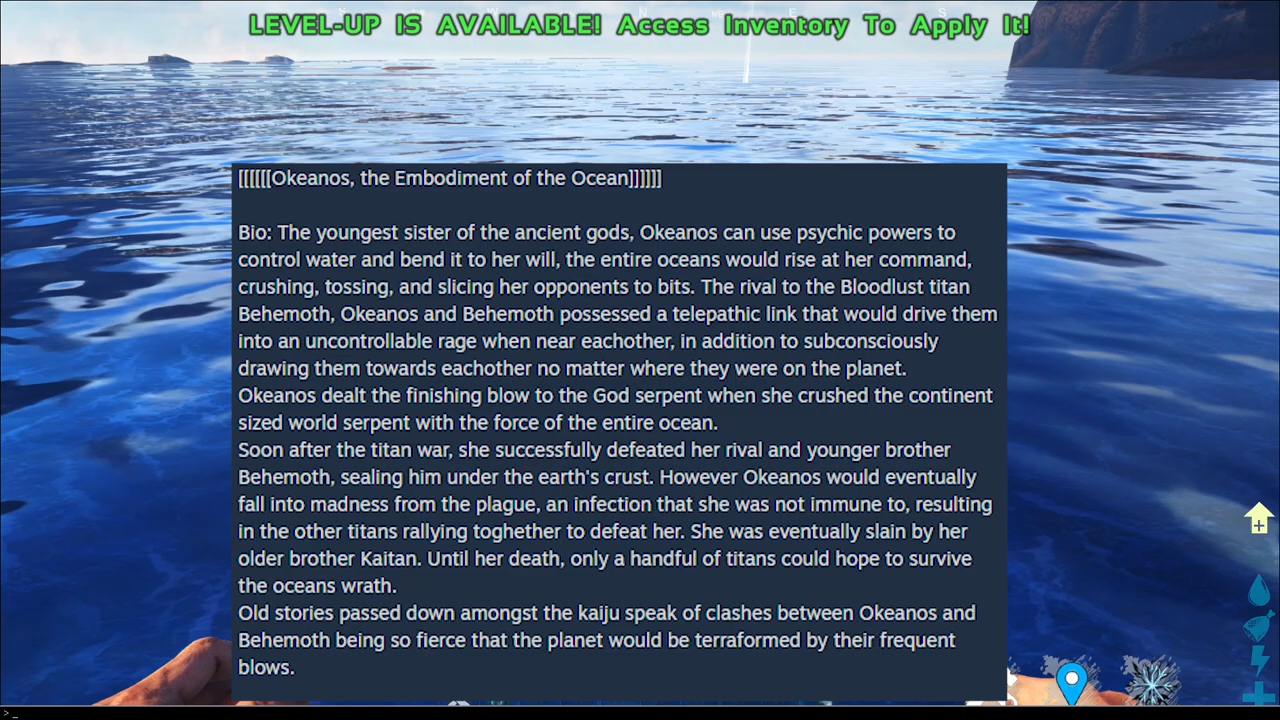 LEVEL-UP IS AVAILABLE! Access Inventory To Apply It!
[[[[[[Okeanos, the Embodiment of the Ocean]]]]]]
Bio: The youngest sister of the ancient gods, Okeanos can use psychic powers to
control water and bend it to her will, the entire oceans would rise at her command,
crushing, tossing, and slicing her opponents to bits. The rival to the Bloodlust titan
Behemoth, Okeanos and Behemoth possessed a telepathic link that would drive them
into an uncontrollable rage when near eachother, in addition to subconsciously
drawing them towards eachother no matter where they were on the planet.
Okeanos dealt the finishing blow to the God serpent when she crushed the continent
sized world serpent with the force of the entire ocean.
Soon after the titan war, she successfully defeated her rival and younger brother
Behemoth, sealing him under the earth's crust. However Okeanos would eventually
fall into madness from the plague, an infection that she was not immune to, resulting
in the other titans rallying toghether to defeat her. She was eventually slain by her
older brother Kaitan. Until her death, only a handful of titans could hope to survive
the oceans wrath.
Old stories passed down amongst the kaiju speak of clashes between Okeanos and
Behemoth being so fierce that the planet would be terraformed by their frequent
blows.
> _